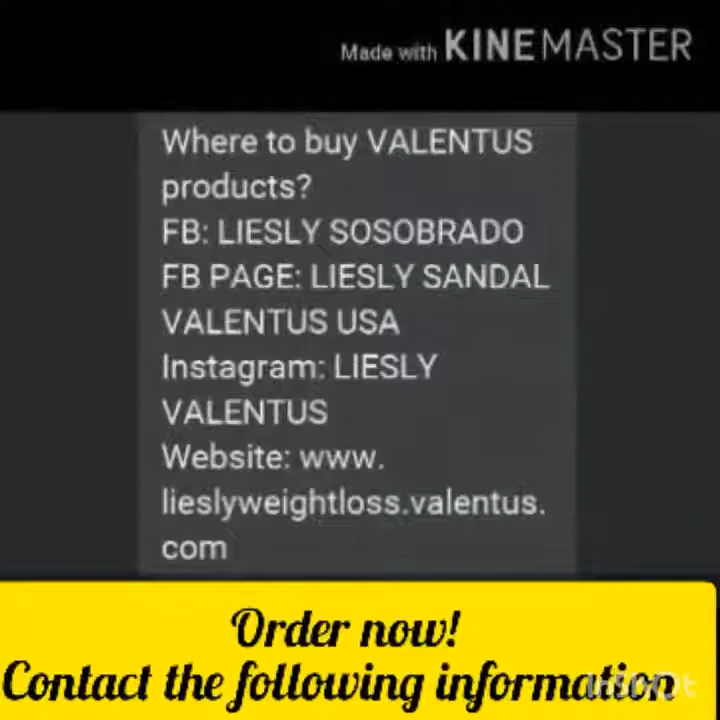 Made with KINEMASTER
Where to buy VALENTUS
products?
FB: LIESLY SOSOBRADO
FB PAGE: LIESLY SANDAL
VALENTUS USA
Instagram: LIESLY
VALENTUS
Website: www.
lieslyweightloss.valentus.
com
Order now!
Contact the following information